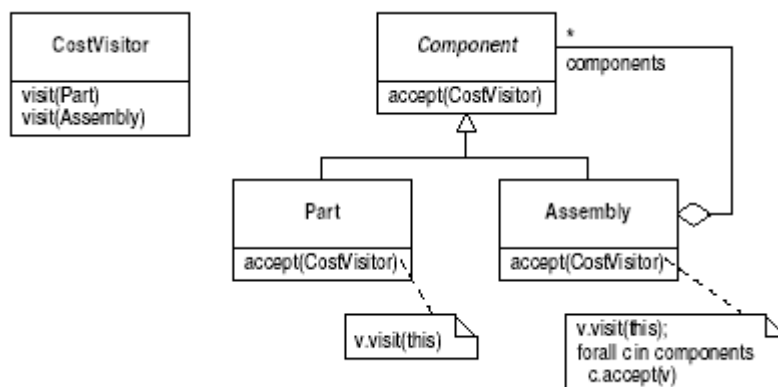 CostVisitor
visit(Part)
visit(Assembly)
Component
accept(CostVisitor)
*
components
Part
accept(CostVisitor)
Assembly
accept(CostVisitor)
v.visit(this)
v.visit(this);
forall c in components
c.accept(v)